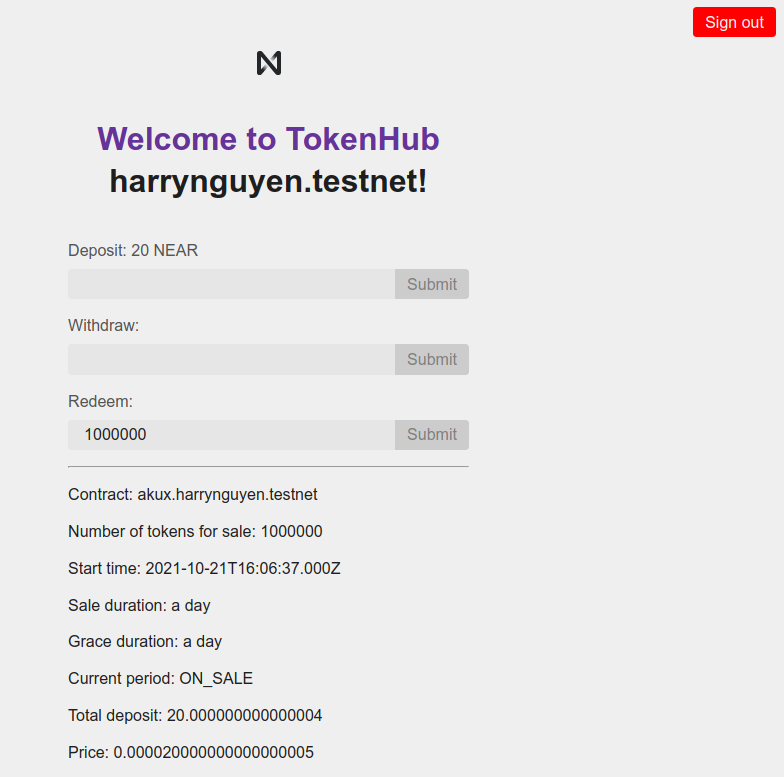 Sign out
Welcome to TokenHub
harrynguyen.testnet!
Deposit: 20 NEAR
Submit
Withdraw:
Submit
Redeem:
1000000 Submit
Contract: akux.harrynguyen.testnet
Number of tokens for sale: 1000000
Start time: 2021-10-21T16:06:37.000Z
Sale duration: a day
Grace duration: a day
Current period: ON_SALE
Total deposit: 20.000000000000004
Price: 0.000020000000000000005